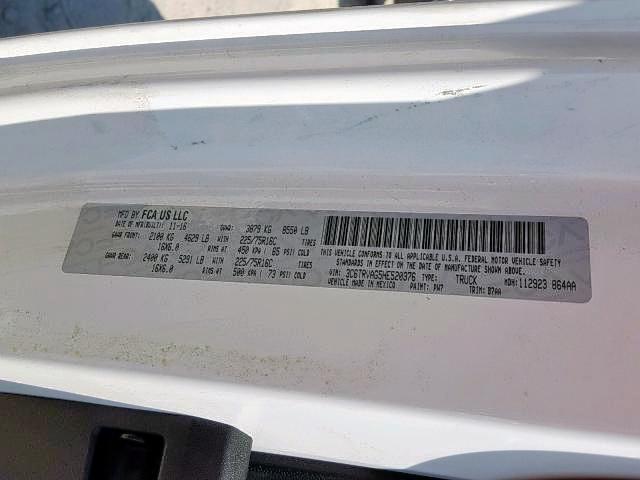 MFD BY FCA US LLC
DATE OF MFR(BUILT): 11-16 GVWR: 3879 KG 8550 LB
GAWR FRONT: 2100 KG 4629 LB WITH 225/75R16C TIRES
16X6.0 RIMS AT 450 KPA ( 65 PSI) COLD
GAWR REAR: 2400 KG 5291 LB WITH 225/75R16C TIRES
16X6.0 RIMS AT 500 KPA ( 73 PSI) COLD
THIS VEHICLE CONFORMS TO ALL APPLICABLE U.S.A. FEDERAL MOTOR VEHICLE SAFETY
STANDARDS IN EFFECT ON THE DATE OF MANUFACTURE SHOWN ABOVE.
VIN: 3C6TRVAG5HE520376 TYPE: TRUCK MDH: 112923 864AA
VEHICLE MADE IN MEXICO PAINT: PW7 TRIM: B7AA